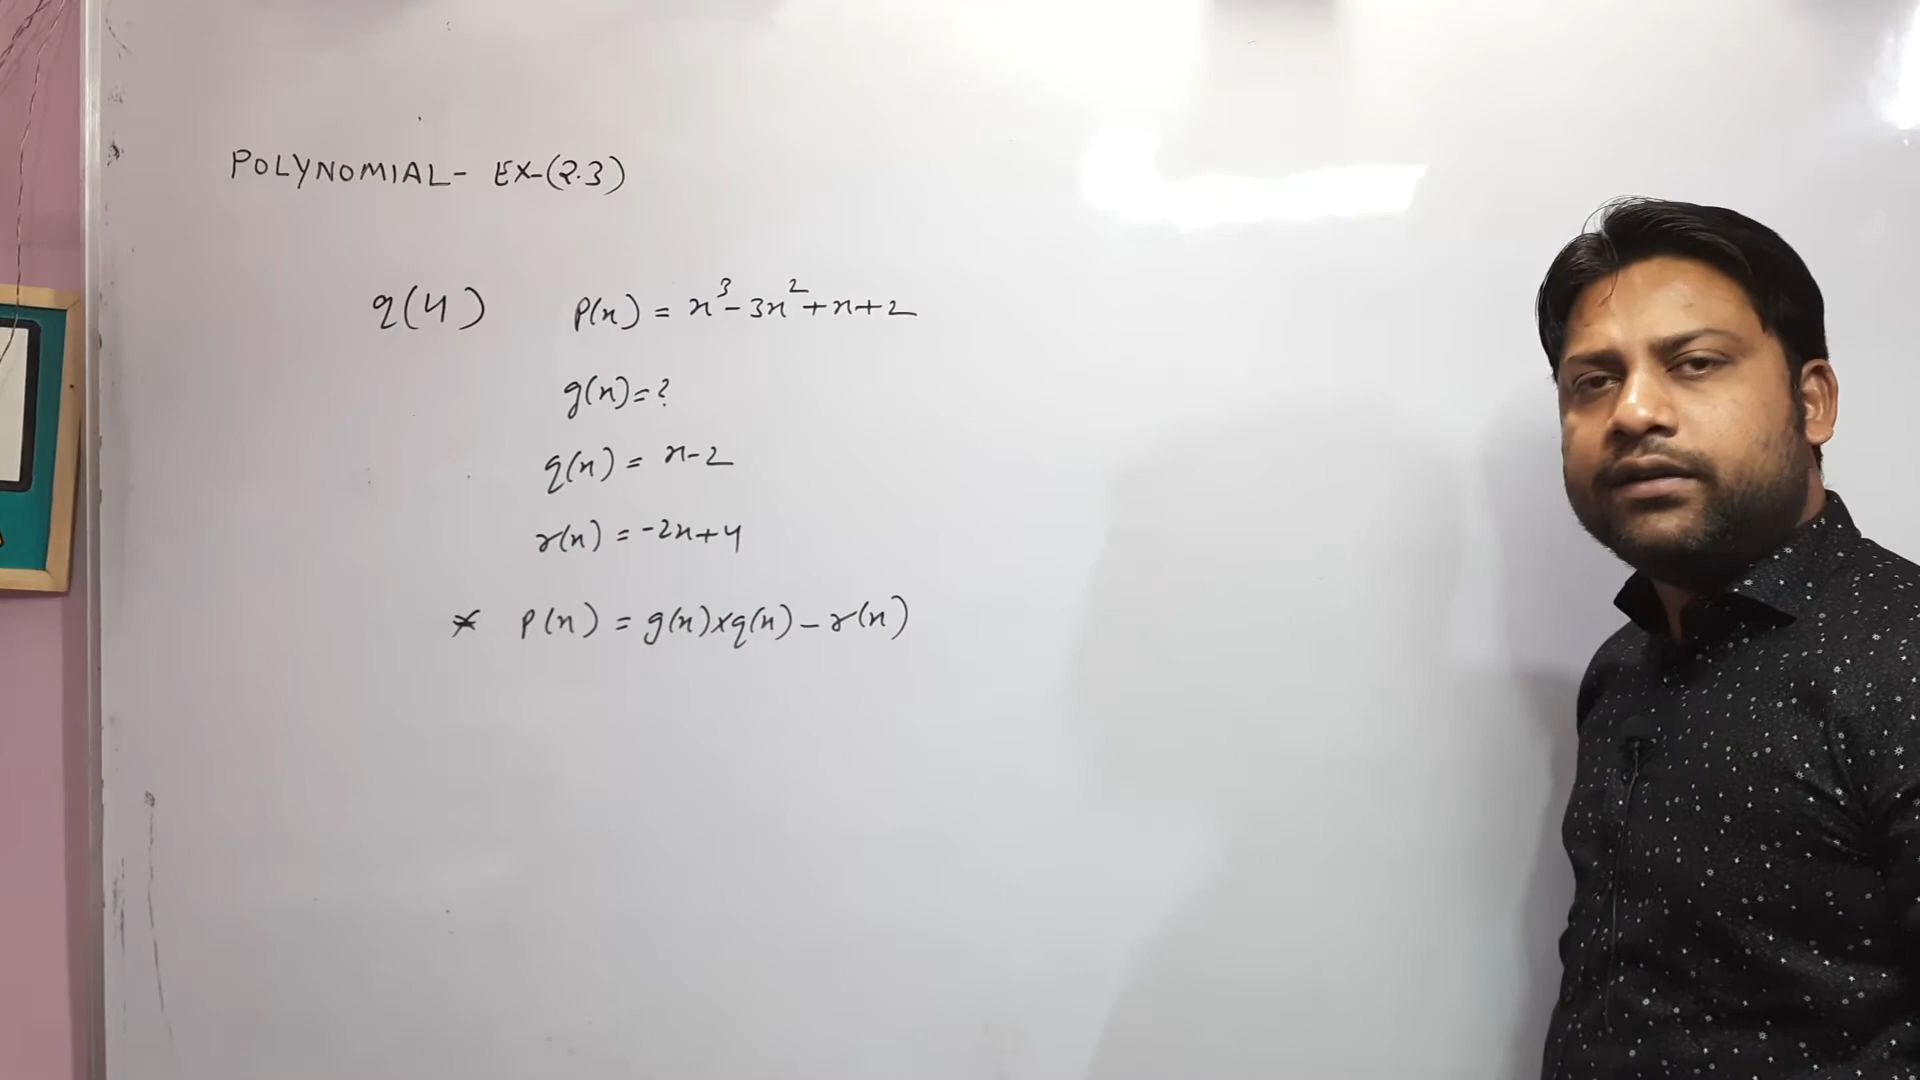 POLYNOMIAL- EX-(2.3)
q(4) P(x) = x³-3x²+x+2
g(x)=?
q(x) = x-2
r(x) = -2x+4
* P(x) = g(x)×q(x)-r(x)